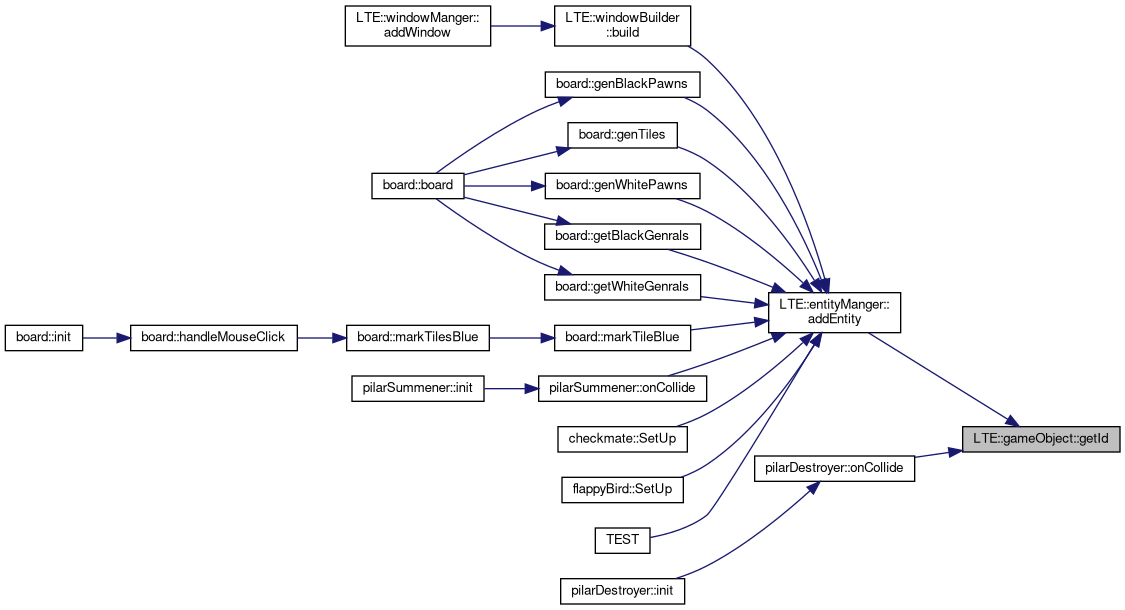 LTE::windowManger::
addWindow
LTE::windowBuilder
::build
board::genBlackPawns
board::genTiles
board::board
board::genWhitePawns
board::getBlackGenrals
board::getWhiteGenrals
LTE::entityManger::
addEntity
board::init
board::handleMouseClick
board::markTilesBlue
board::markTileBlue
pilarSummener::init
pilarSummener::onCollide
checkmate::SetUp
LTE::gameObject::getId
pilarDestroyer::onCollide
flappyBird::SetUp
TEST
pilarDestroyer::init